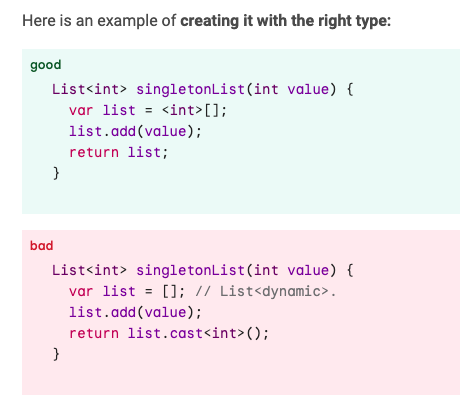 Here is an example of creating it with the right type:
good
List<int> singletonList(int value) {
  var list = <int>[];
  list.add(value);
  return list;
}
bad
List<int> singletonList(int value) {
  var list = []; // List<dynamic>.
  list.add(value);
  return list.cast<int>();
}